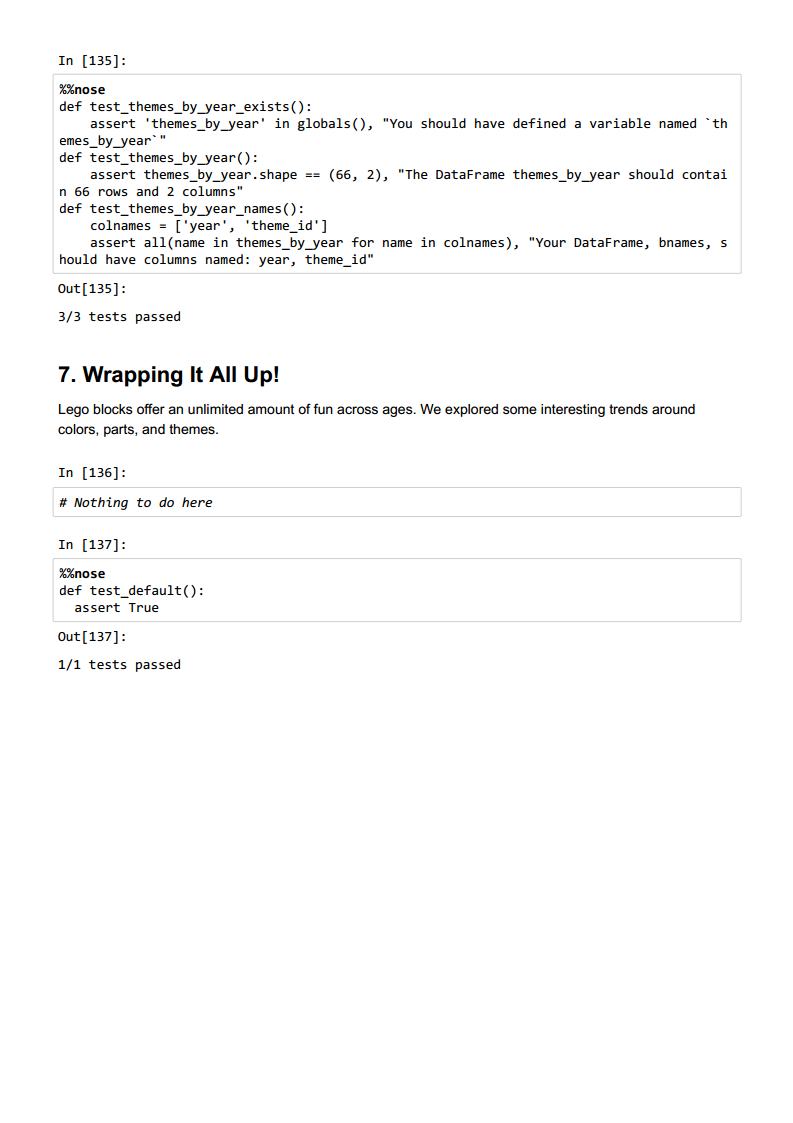 In [135]:
%%nose
def test_themes_by_year_exists():
    assert 'themes_by_year' in globals(), "You should have defined a variable named `th
emes_by_year`"
def test_themes_by_year():
    assert themes_by_year.shape == (66, 2), "The DataFrame themes_by_year should contai
n 66 rows and 2 columns"
def test_themes_by_year_names():
    colnames = ['year', 'theme_id']
    assert all(name in themes_by_year for name in colnames), "Your DataFrame, bnames, s
hould have columns named: year, theme_id"
Out[135]:
3/3 tests passed
7. Wrapping It All Up!
Lego blocks offer an unlimited amount of fun across ages. We explored some interesting trends around
colors, parts, and themes.
In [136]:
# Nothing to do here
In [137]:
%%nose
def test_default():
  assert True
Out[137]:
1/1 tests passed